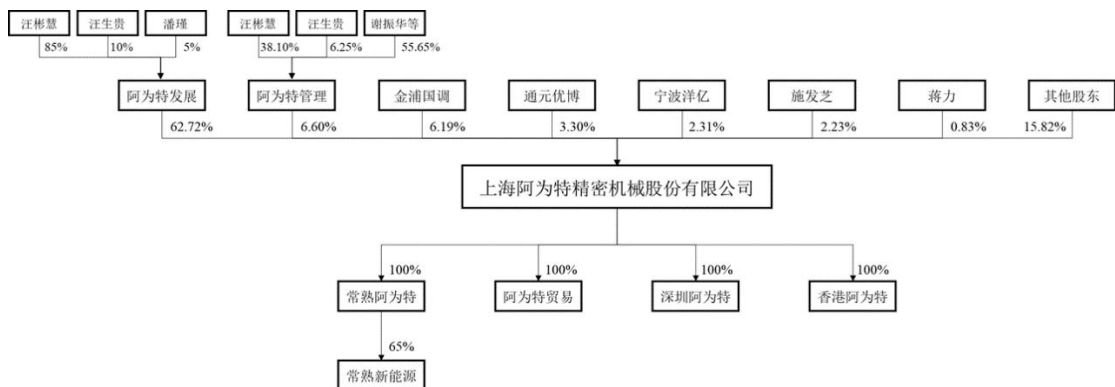 汪彬慧 汪生贵 潘瑾 汪彬慧 汪生贵 谢振华等
85% 10% 5% 38.10% 6.25% 55.65%
阿为特发展 阿为特管理 金浦国调 通元优博 宁波洋亿 施发芝 蒋力 其他股东
62.72% 6.60% 6.19% 3.30% 2.31% 2.23% 0.83% 15.82%
上海阿为特精密机械股份有限公司
100% 100% 100% 100%
常熟阿为特 阿为特贸易 深圳阿为特 香港阿为特
65%
常熟新能源